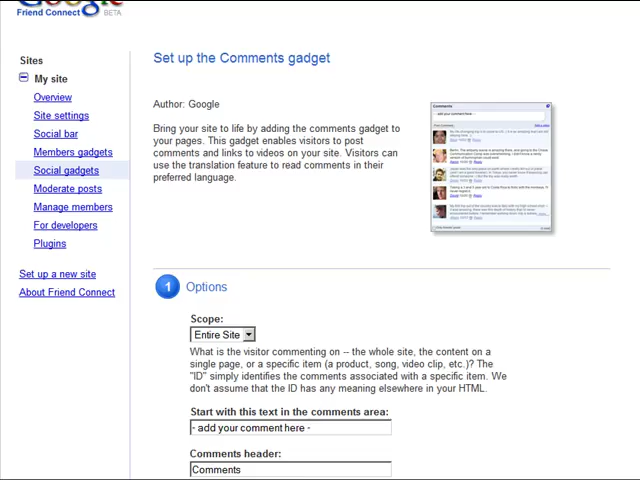 Google
Friend Connect BETA
Sites
My site
Overview
Site settings
Social bar
Members gadgets
Social gadgets
Moderate posts
Manage members
For developers
Plugins
Set up a new site
About Friend Connect
Set up the Comments gadget
Author: Google
Bring your site to life by adding the comments gadget to
your pages. This gadget enables visitors to post
comments and links to videos on your site. Visitors can
use the translation feature to read comments in their
preferred language.
Comments
- add your comment here -
1 Options
Scope:
Entire Site
What is the visitor commenting on -- the whole site, the content on a
single page, or a specific item (a product, song, video clip, etc.)? The
"ID" simply identifies the comments associated with a specific item. We
don't assume that the ID has any meaning elsewhere in your HTML.
Start with this text in the comments area:
- add your comment here -
Comments header:
Comments